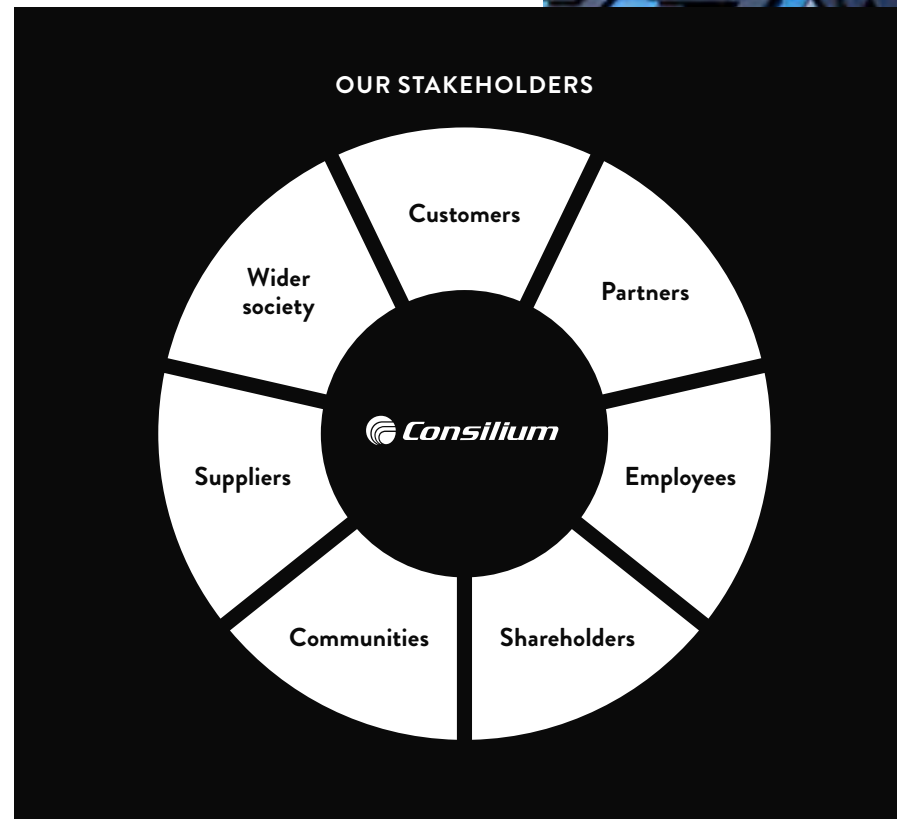 OUR STAKEHOLDERS
Customers
Partners
Employees
Shareholders
Communities
Suppliers
Wider
society
Consilium